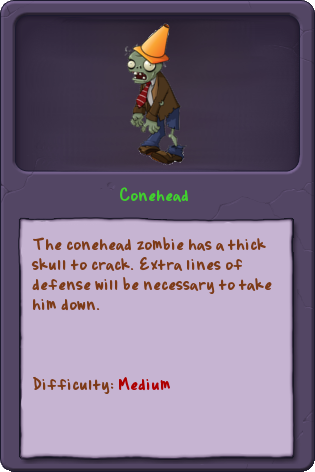 Conehead
The conehead zombie has a thick
skull to crack. Extra lines of
defense will be necessary to take
him down.
Difficulty: Medium